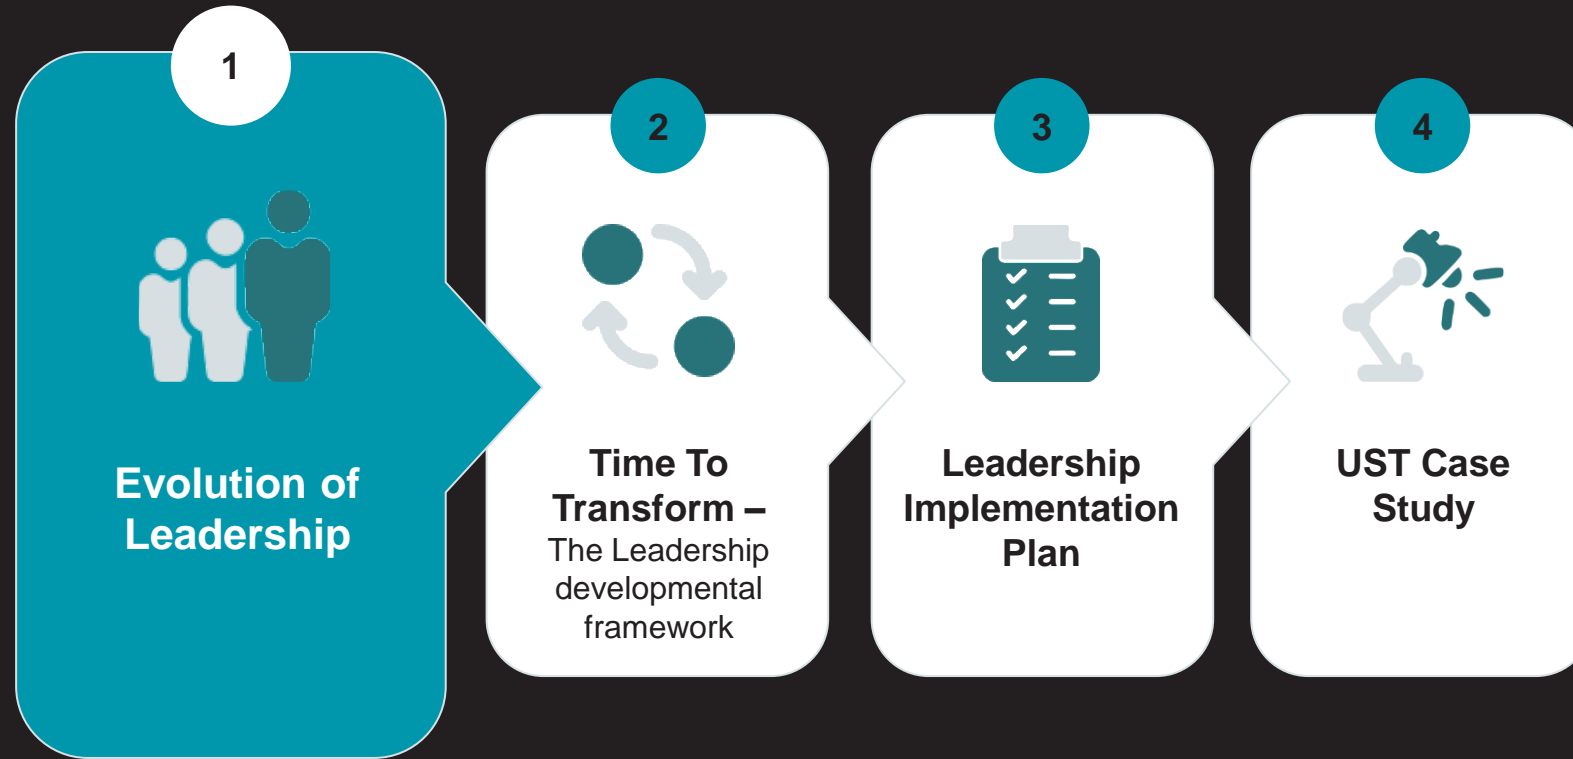 1
Evolution of
Leadership
2
Time To
Transform –
The Leadership
developmental
framework
3
Leadership
Implementation
Plan
4
UST Case
Study